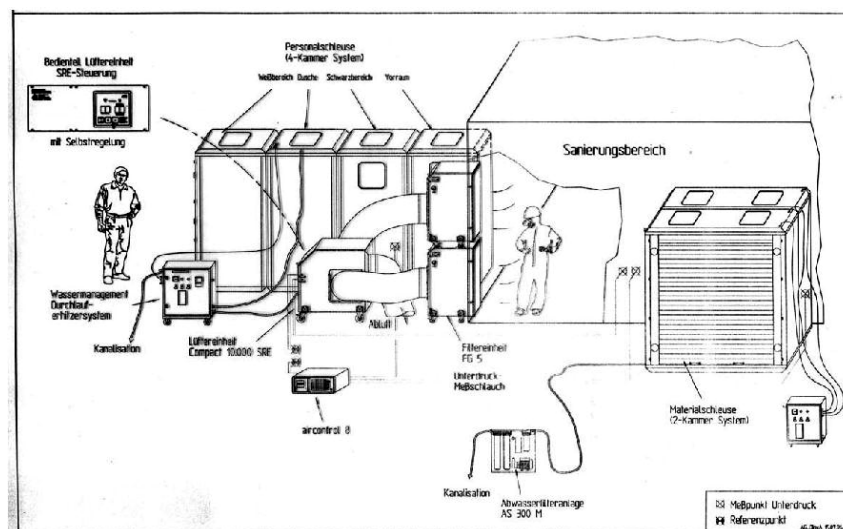 Bedienteil Lüftereinheit
SRE-Steuerung
mit Selbstregelung
Personalschleuse
(4-Kammer System)
Weißbereich Dusche Schwarzbereich Vorraum
Sanierungsbereich
Wassermanagement
Durchlauf-
erhitzersystem
Kanalisation
Lüftereinheit
Compact 10.000 SRE
Abluft
Filtereinheit
FG 5
Unterdruck-
Meßschlauch
aircontrol 8
Materialschleuse
(2-Kammer System)
Kanalisation
Abwasserfilteranlage
AS 300 M
Meßpunkt Unterdruck
Referenzpunkt